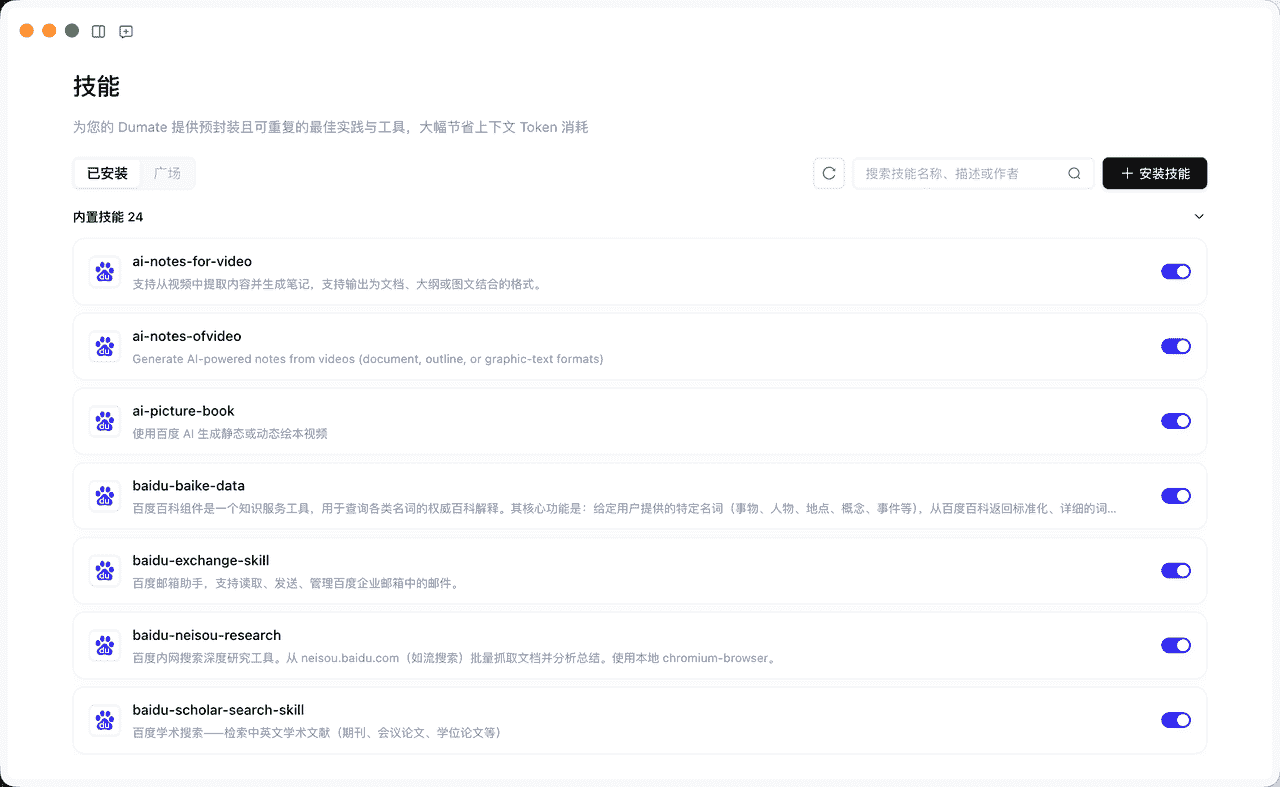 技能
为您的 Dumate 提供预封装且可重复的最佳实践与工具，大幅节省上下文 Token 消耗
已安装 广场 搜索技能名称、描述或作者 安装技能
内置技能 24
ai-notes-for-video
du 支持从视频中提取内容并生成笔记，支持输出为文档、大纲或图文结合的格式。
ai-notes-ofvideo
du Generate AI-powered notes from videos (document, outline, or graphic-text formats)
ai-picture-book
du 使用百度 AI 生成静态或动态绘本视频
baidu-baike-data
du 百度百科组件是一个知识服务工具，用于查询各类名词的权威百科解释。其核心功能是：给定用户提供的特定名词（事物、人物、地点、概念、事件等），从百度百科返回标准化、详细的词...
baidu-exchange-skill
du 百度邮箱助手，支持读取、发送、管理百度企业邮箱中的邮件。
baidu-neisou-research
du 百度内网搜索深度研究工具。从 neisou.baidu.com（如流搜索）批量抓取文档并分析总结。使用本地 chromium-browser。
baidu-scholar-search-skill
du 百度学术搜索——检索中英文学术文献（期刊、会议论文、学位论文等）